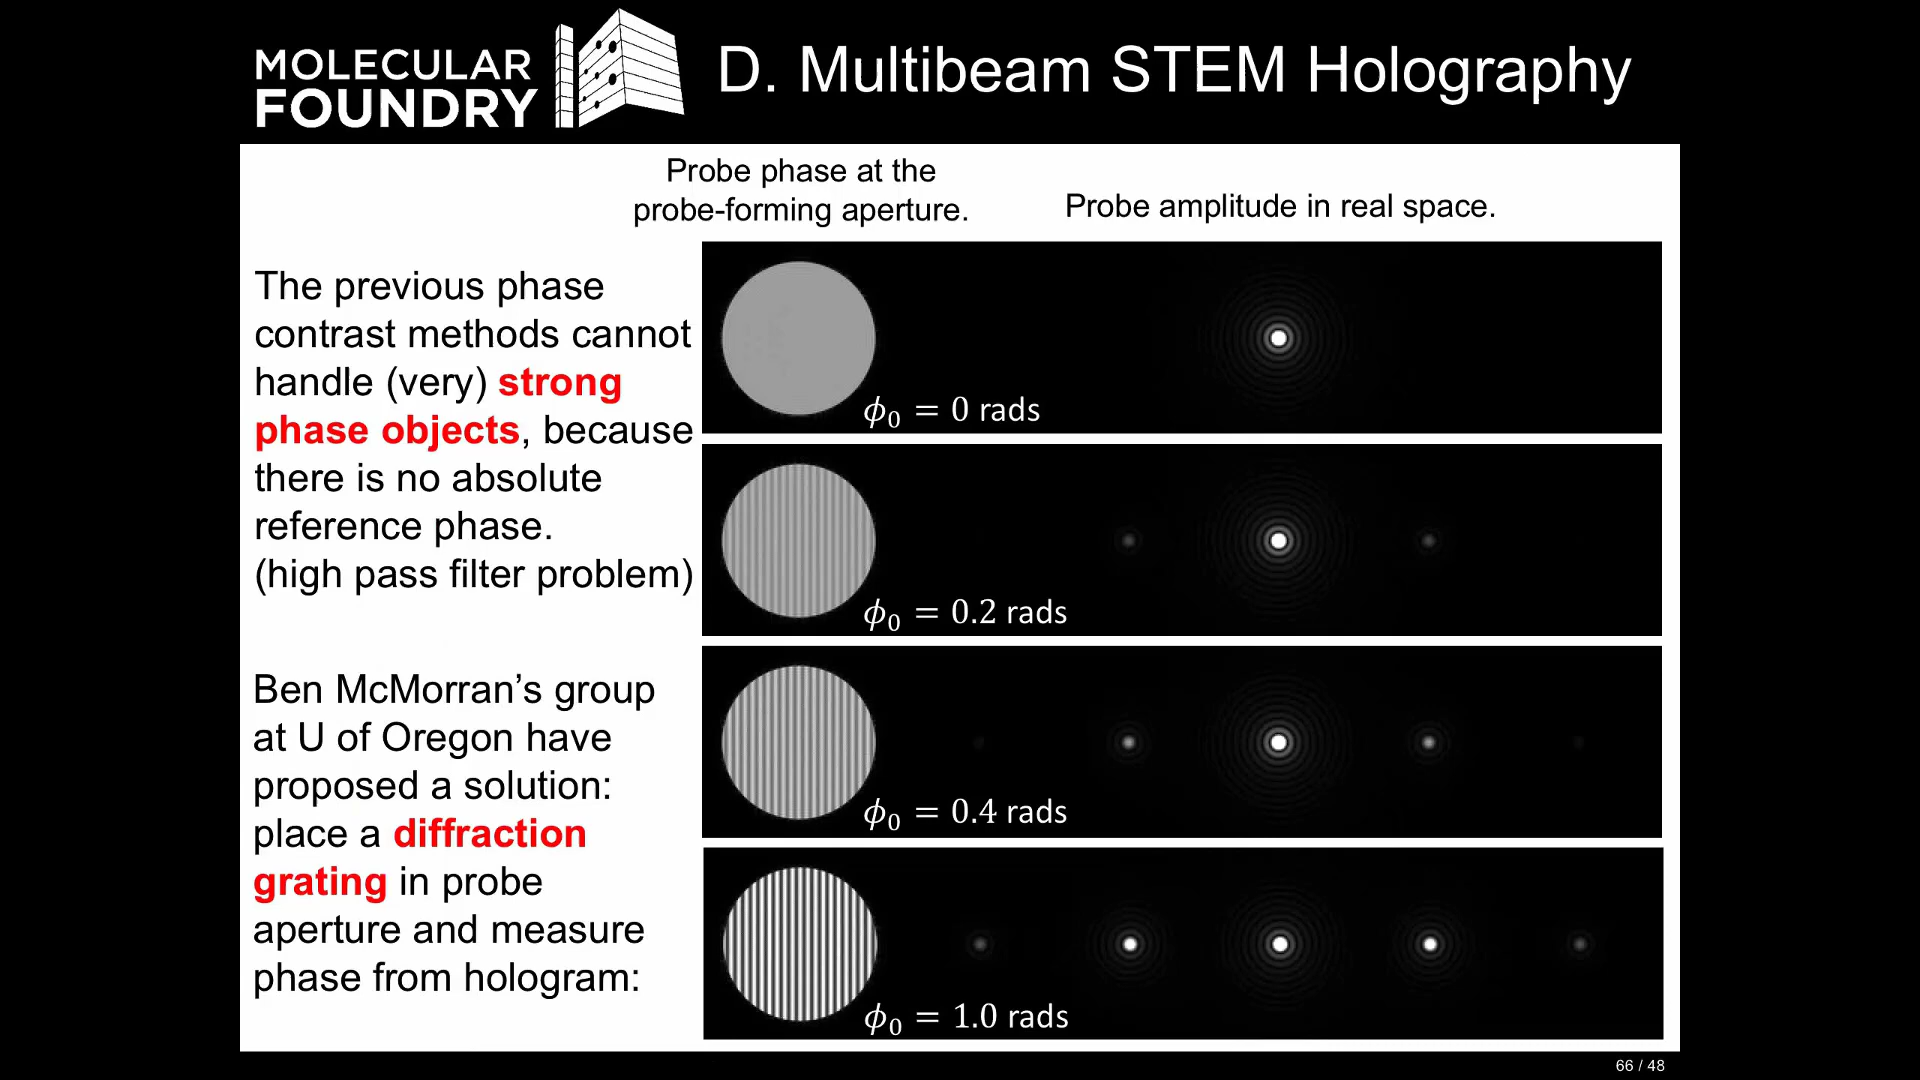 MOLECULAR
FOUNDRY
D. Multibeam STEM Holography
Probe phase at the
probe-forming aperture.
Probe amplitude in real space.
The previous phase
contrast methods cannot
handle (very) strong
phase objects, because
there is no absolute
reference phase.
(high pass filter problem)
Ben McMorran’s group
at U of Oregon have
proposed a solution:
place a diffraction
grating in probe
aperture and measure
phase from hologram:
ϕ₀ = 0 rads
ϕ₀ = 0.2 rads
ϕ₀ = 0.4 rads
ϕ₀ = 1.0 rads
66 / 48